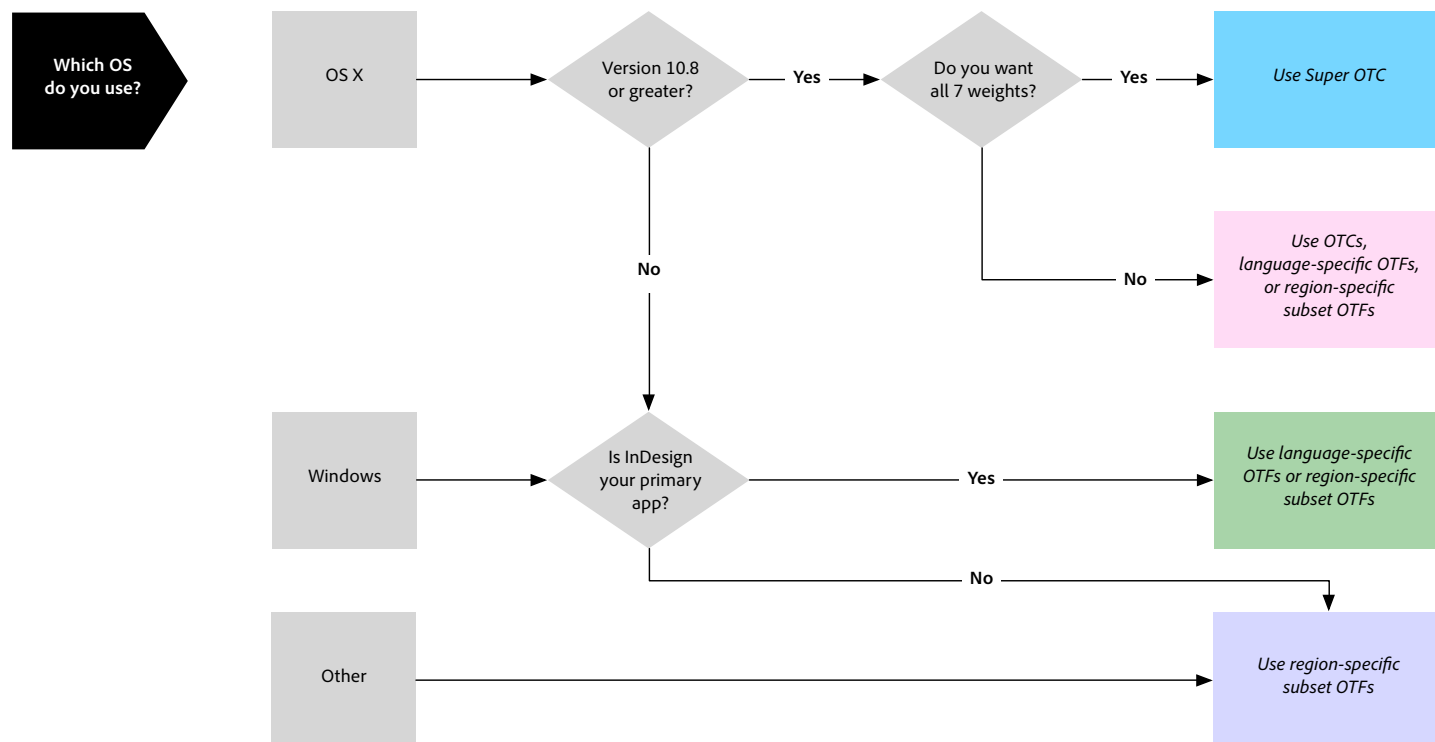 Which OS
do you use?
OS X
Version 10.8
or greater?
Yes
Do you want
all 7 weights?
Yes
Use Super OTC
No
No
Use OTCs,
language-specific OTFs,
or region-specific
subset OTFs
Windows
Is InDesign
your primary
app?
Yes
Use language-specific
OTFs or region-specific
subset OTFs
No
Other
Use region-specific
subset OTFs